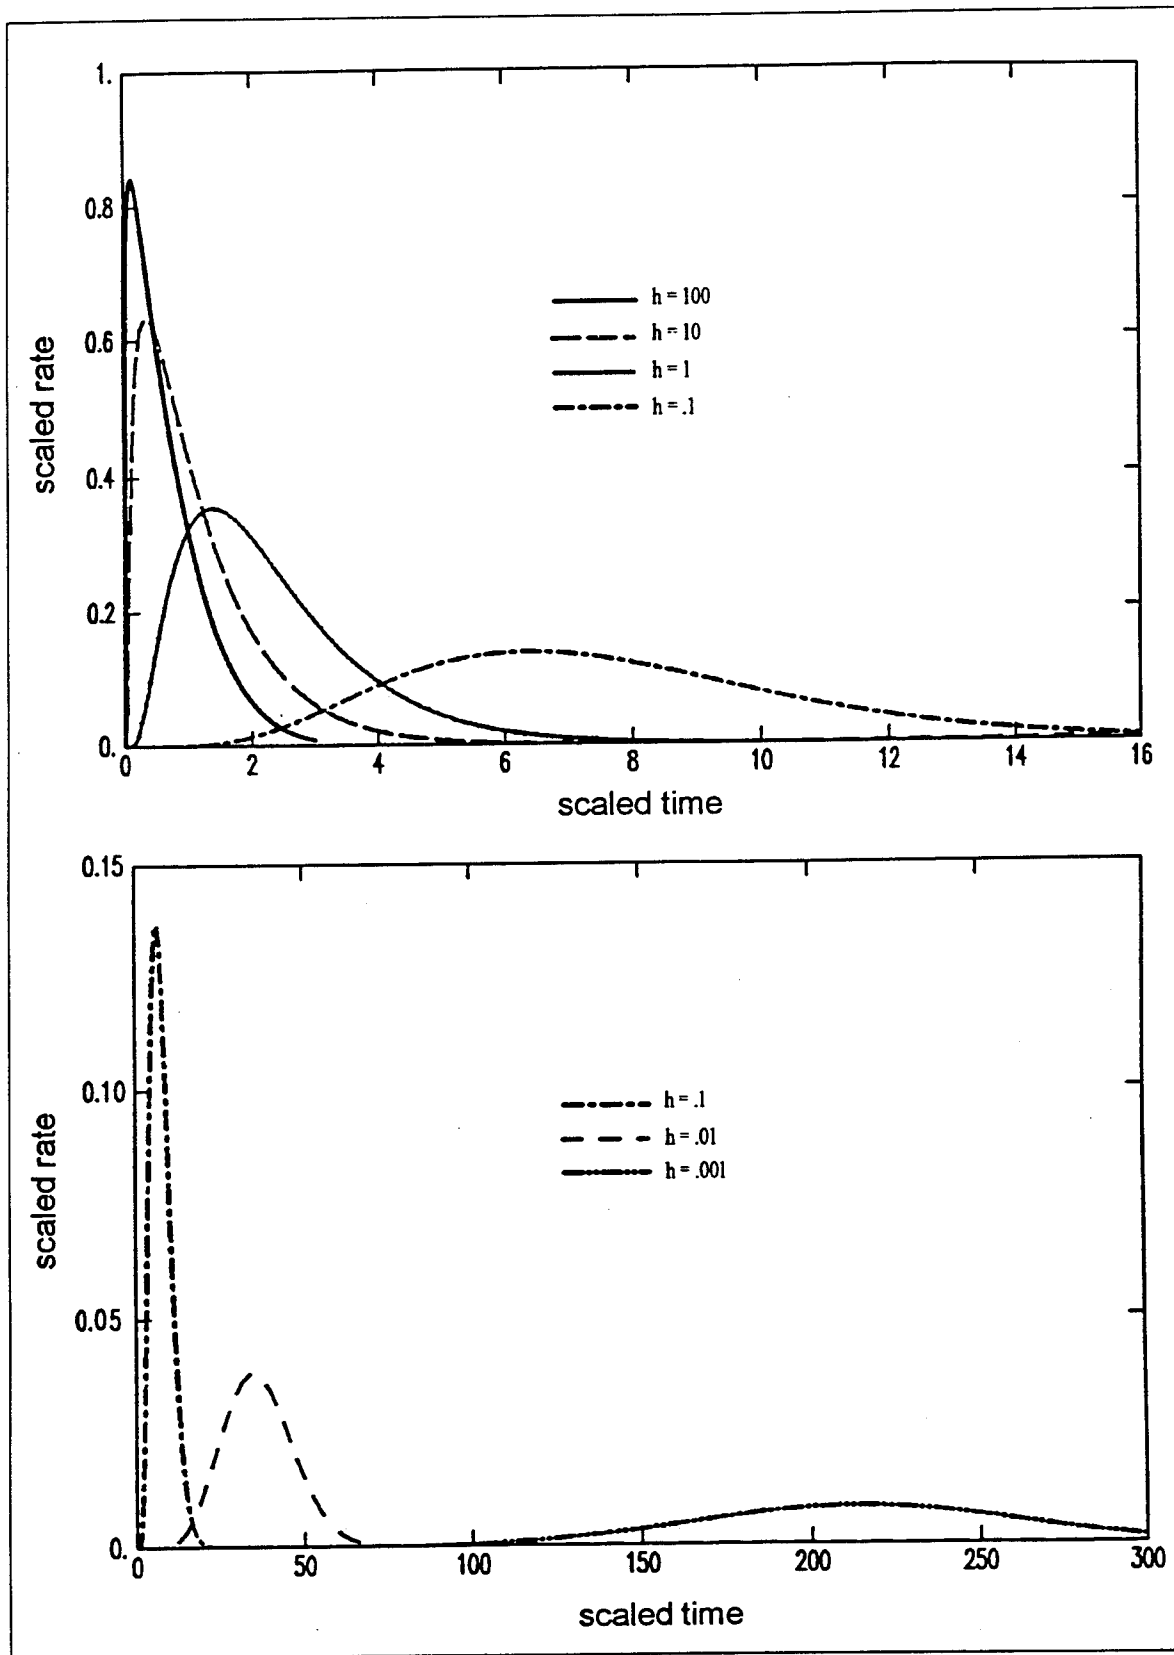 1.
0.8
0.6
0.4
0.2
0.
scaled rate
h = 100
h = 10
h = 1
h = .1
0 2 4 6 8 10 12 14 16
scaled time
0.15
0.10
0.05
0.
scaled rate
h = .1
h = .01
h = .001
0 50 100 150 200 250 300
scaled time